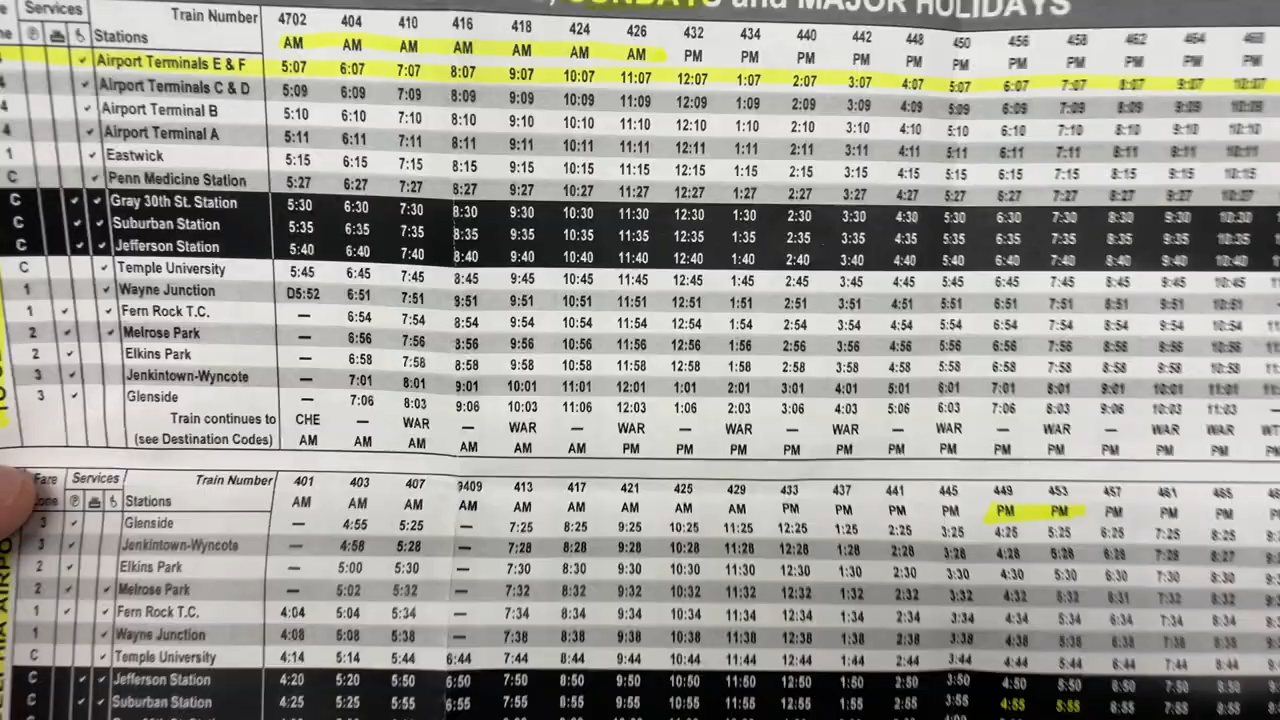 SUNDAYS and MAJOR HOLIDAYS
Services Train Number 4702 404 410 416 418 424 426 432 434 440 442 448 450 456 458 462 464
Stations AM AM AM AM AM AM AM PM PM PM PM PM PM PM PM PM PM PM
Airport Terminals E & F 5:07 6:07 7:07 8:07 9:07 10:07 11:07 12:07 1:07 2:07 3:07 4:07 5:07 6:07 7:07 8:07 9:07 10:07
Airport Terminals C & D 5:09 6:09 7:09 8:09 9:09 10:09 11:09 12:09 1:09 2:09 3:09 4:09 5:09 6:09 7:09 8:09 9:09 10:09
4 Airport Terminal B 5:10 6:10 7:10 8:10 9:10 10:10 11:10 12:10 1:10 2:10 3:10 4:10 5:10 6:10 7:10 8:10 9:10 10:10
4 Airport Terminal A 5:11 6:11 7:11 8:11 9:11 10:11 11:11 12:11 1:11 2:11 3:11 4:11 5:11 6:11 7:11 8:11 9:11 10:11
1 Eastwick 5:15 6:15 7:15 8:15 9:15 10:15 11:15 12:15 1:15 2:15 3:15 4:15 5:15 6:15 7:15 8:15 9:15 10:15
C Penn Medicine Station 5:27 6:27 7:27 8:27 9:27 10:27 11:27 12:27 1:27 2:27 3:27 4:27 5:27 6:27 7:27 8:27 9:27 10:27
C Gray 30th St. Station 5:30 6:30 7:30 8:30 9:30 10:30 11:30 12:30 1:30 2:30 3:30 4:30 5:30 6:30 7:30 8:30 9:30 10:30
C Suburban Station 5:35 6:35 7:35 8:35 9:35 10:35 11:35 12:35 1:35 2:35 3:35 4:35 5:35 6:35 7:35 8:35 9:35 10:35
C Jefferson Station 5:40 6:40 7:40 8:40 9:40 10:40 11:40 12:40 1:40 2:40 3:40 4:40 5:40 6:40 7:40 8:40 9:40 10:40
C Temple University 5:45 6:45 7:45 8:45 9:45 10:45 11:45 12:45 1:45 2:45 3:45 4:45 5:45 6:45 7:45 8:45 9:45 10:45
1 Wayne Junction D5:52 6:51 7:51 8:51 9:51 10:51 11:51 12:51 1:51 2:51 3:51 4:51 5:51 6:51 7:51 8:51 9:51 10:51
1 Fern Rock T.C. — 6:54 7:54 8:54 9:54 10:54 11:54 12:54 1:54 2:54 3:54 4:54 5:54 6:54 7:54 8:54 9:54 10:54
2 Melrose Park — 6:56 7:56 8:56 9:56 10:56 11:56 12:56 1:56 2:56 3:56 4:56 5:56 6:56 7:56 8:56 9:56 10:56
2 Elkins Park — 6:58 7:58 8:58 9:58 10:58 11:58 12:58 1:58 2:58 3:58 4:58 5:58 6:58 7:58 8:58 9:58 10:58
3 Jenkintown-Wyncote — 7:01 8:01 9:01 10:01 11:01 12:01 1:01 2:01 3:01 4:01 5:01 6:01 7:01 8:01 9:01 10:01 11:01
3 Glenside — 7:06 8:03 9:06 10:03 11:06 12:03 1:06 2:03 3:06 4:03 5:06 6:03 7:06 8:03 9:06 10:03 11:03
Train continues to CHE — WAR — WAR — WAR — WAR — WAR — WAR — WAR — WAR WAR
(see Destination Codes) AM AM AM AM AM AM PM PM PM PM PM PM PM PM PM PM PM PM
Fare Services Train Number 401 403 407 9409 413 417 421 425 429 433 437 441 445 449 453 457 461 465
Stations AM AM AM AM AM AM AM AM AM PM PM PM PM PM PM PM PM PM
3 Glenside — 4:55 5:25 — 7:25 8:25 9:25 10:25 11:25 12:25 1:25 2:25 3:25 4:25 5:25 6:25 7:25 8:25
3 Jenkintown-Wyncote — 4:58 5:28 — 7:28 8:28 9:28 10:28 11:28 12:28 1:28 2:28 3:28 4:28 5:28 6:28 7:28 8:27
2 Elkins Park — 5:00 5:30 — 7:30 8:30 9:30 10:30 11:30 12:30 1:30 2:30 3:30 4:30 5:30 6:30 7:30 8:30
2 Melrose Park — 5:02 5:32 — 7:32 8:32 9:32 10:32 11:32 12:32 1:32 2:32 3:32 4:32 5:32 6:31 7:32 8:32
1 Fern Rock T.C. 4:04 5:04 5:34 — 7:34 8:34 9:34 10:34 11:34 12:34 1:34 2:34 3:34 4:34 5:34 6:34 7:34 8:34
1 Wayne Junction 4:08 5:08 5:38 — 7:38 8:38 9:38 10:38 11:38 12:38 1:38 2:38 3:38 4:38 5:38 6:38 7:38 8:38
C Temple University 4:14 5:14 5:44 6:44 7:44 8:44 9:44 10:44 11:44 12:44 1:44 2:44 3:44 4:44 5:44 6:44 7:44 8:44
C Jefferson Station 4:20 5:20 5:50 6:50 7:50 8:50 9:50 10:50 11:50 12:50 1:50 2:50 3:50 4:50 5:50 6:50 7:50 8:50
C Suburban Station 4:25 5:25 5:55 6:55 7:55 8:55 9:55 10:55 11:55 12:55 1:55 2:55 3:55 4:55 5:55 6:55 7:55 8:55